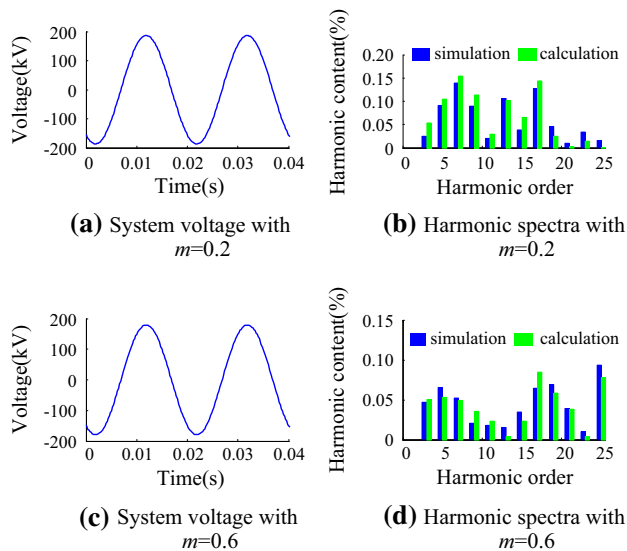 Voltage(kV)
200
100
0
-100
-200
0
0.01
0.02
0.03
0.04
Time(s)
(a) System voltage with
m=0.2
Harmonic content(%)
0.20
0.15
0.10
0.05
0
simulation
calculation
0
5
10
15
20
25
Harmonic order
(b) Harmonic spectra with
m=0.2
Voltage(kV)
200
100
0
-100
-200
0
0.01
0.02
0.03
0.04
Time(s)
(c) System voltage with
m=0.6
Harmonic content(%)
0.15
0.10
0.05
0
simulation
calculation
0
5
10
15
20
25
Harmonic order
(d) Harmonic spectra with
m=0.6